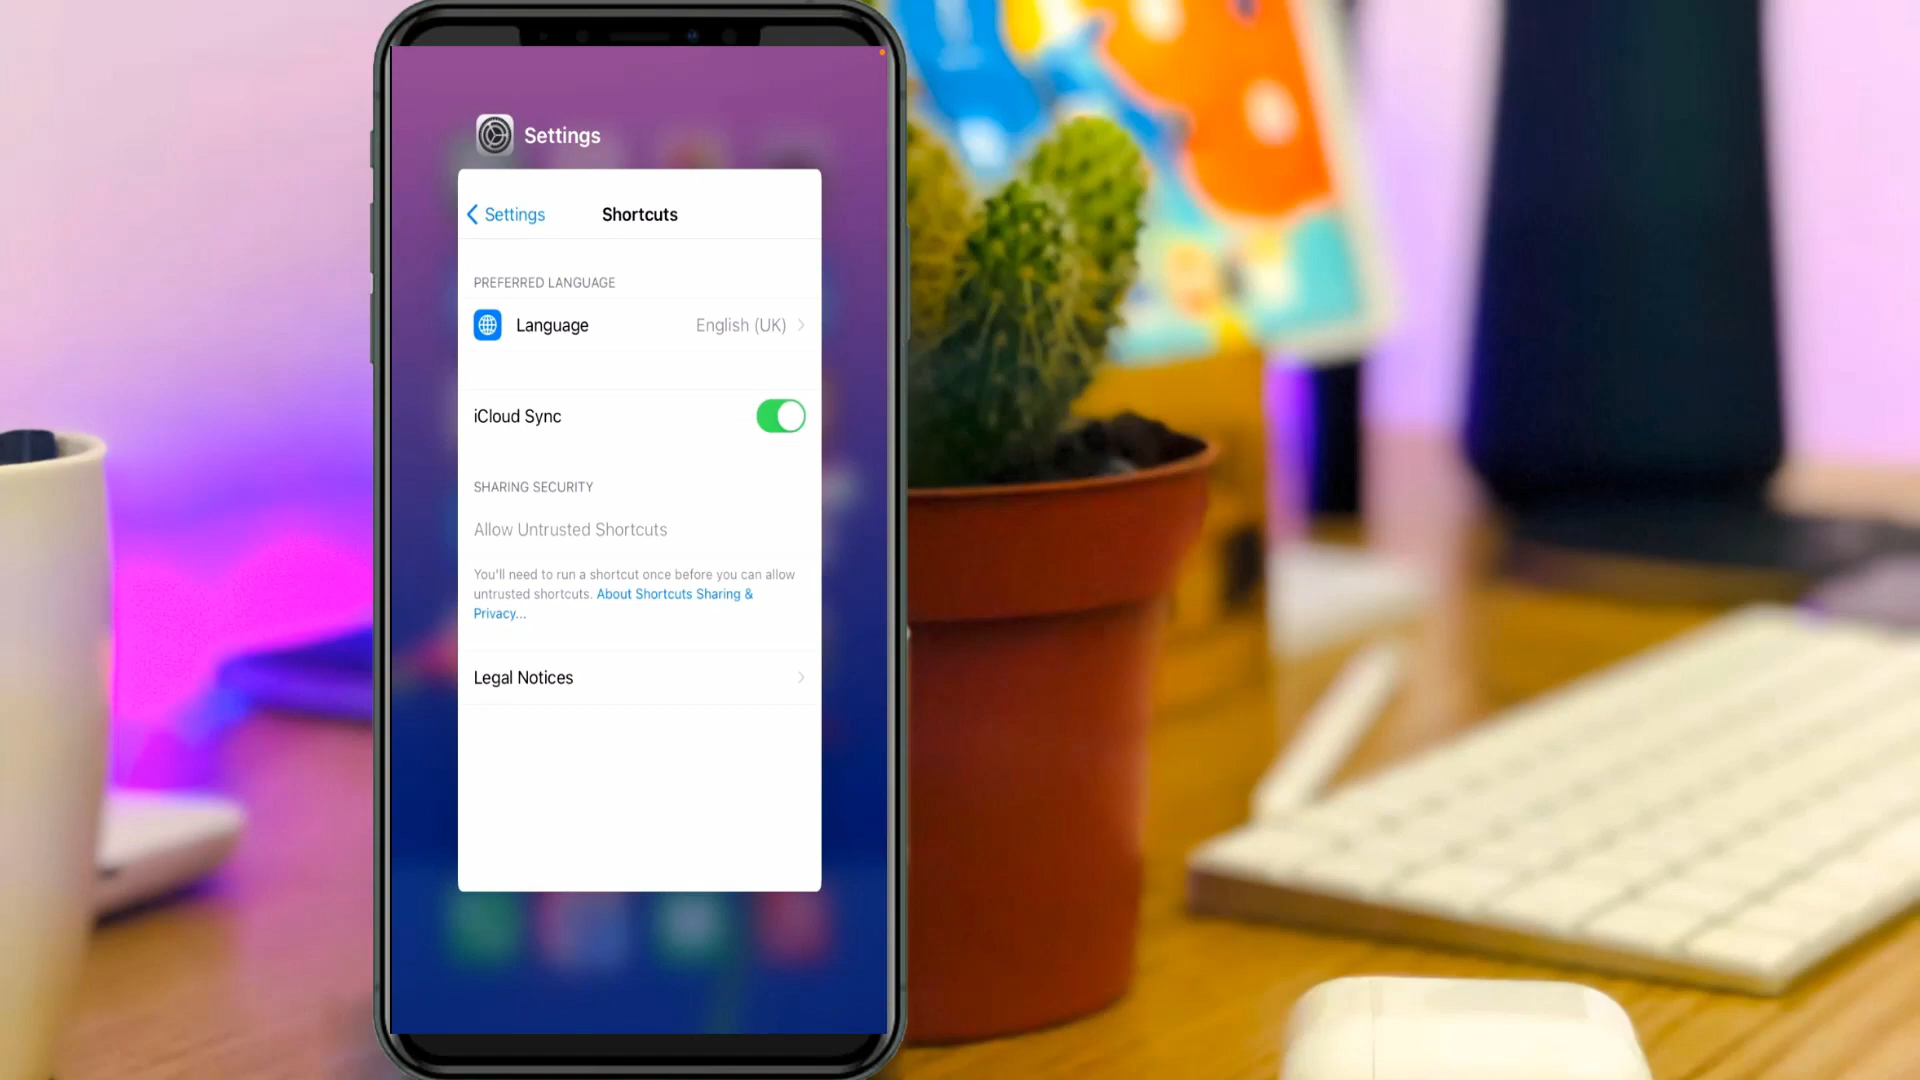 Settings
Settings
Shortcuts
PREFERRED LANGUAGE
Language
English (UK)
iCloud Sync
SHARING SECURITY
Allow Untrusted Shortcuts
You'll need to run a shortcut once before you can allow
untrusted shortcuts. About Shortcuts Sharing &
Privacy...
Legal Notices